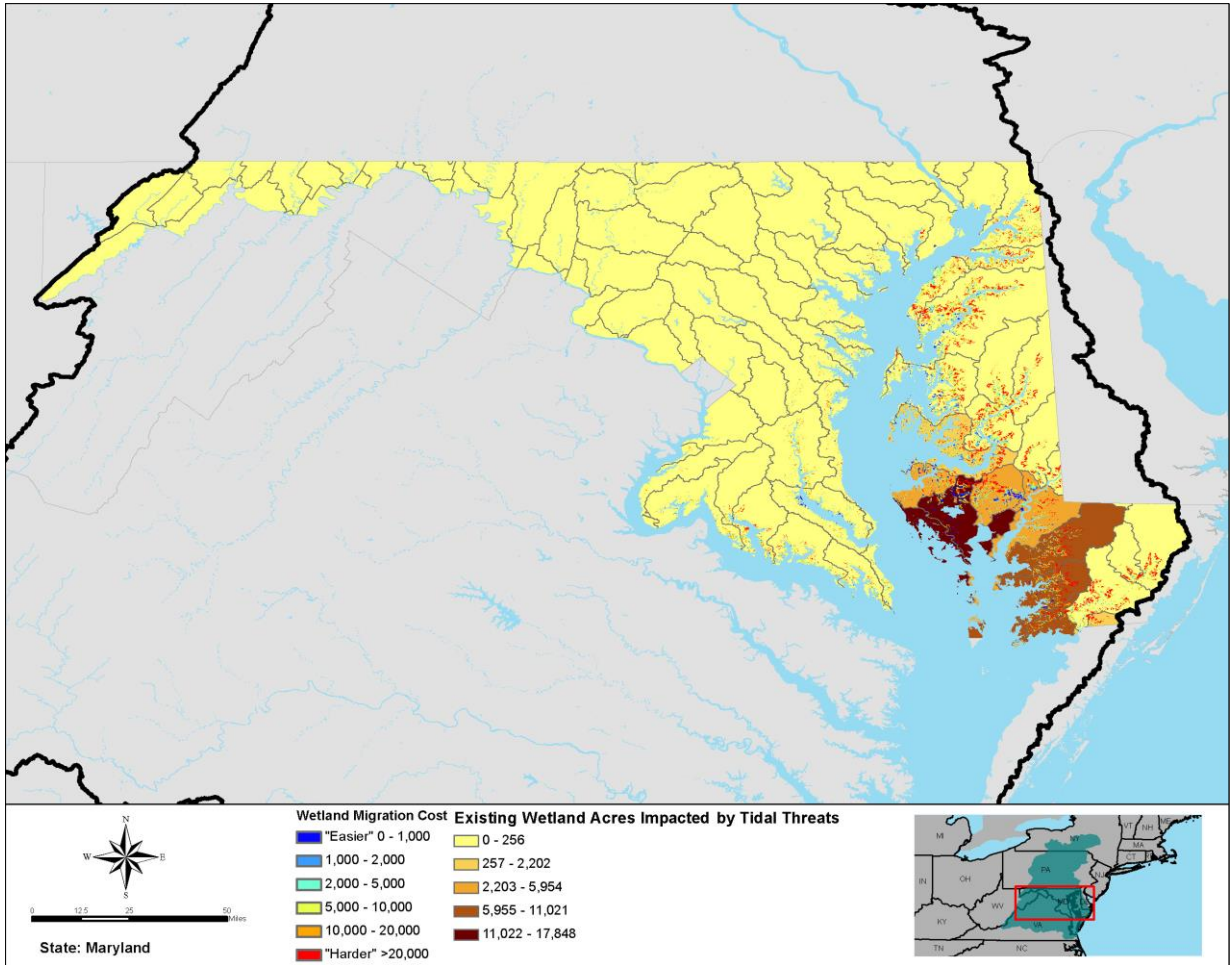 N
W E
S
0 12.5 25 50
Miles
State: Maryland
Wetland Migration Cost
"Easier" 0 - 1,000
1,000 - 2,000
2,000 - 5,000
5,000 - 10,000
10,000 - 20,000
"Harder" >20,000
Existing Wetland Acres Impacted by Tidal Threats
0 - 256
257 - 2,202
2,203 - 5,954
5,955 - 11,021
11,022 - 17,848
MI
NY
VT
NH
ME
MA
CT
RI
PA
NJ
IN
OH
WV
MD
DE
KY
VA
TN
NC